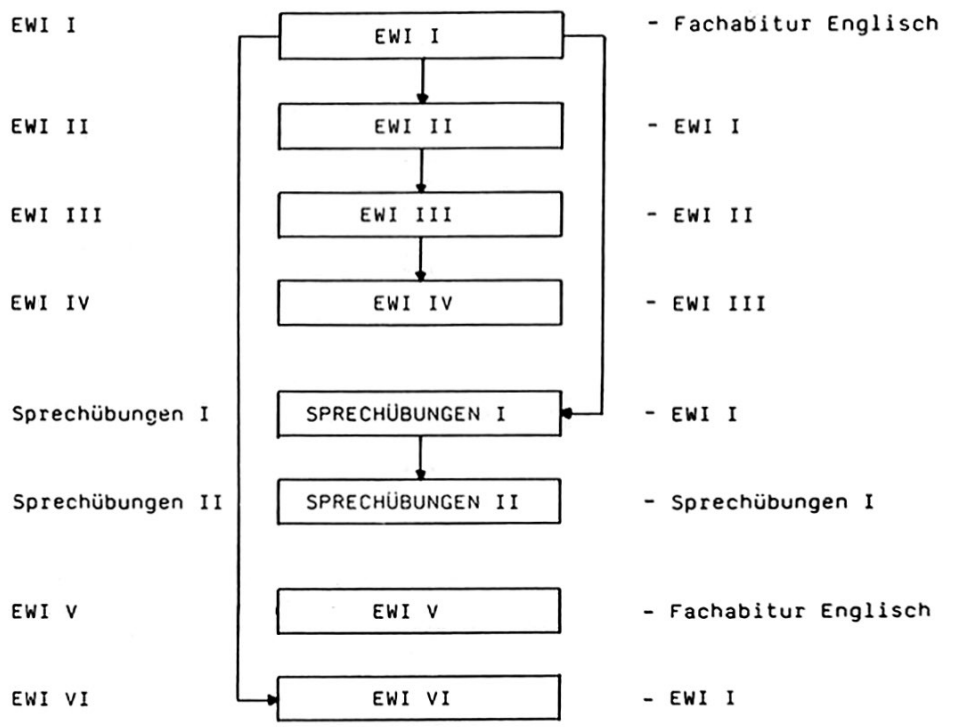 EWI I EWI I - Fachabitur Englisch
EWI II EWI II - EWI I
EWI III EWI III - EWI II
EWI IV EWI IV - EWI III
Sprechübungen I SPRECHÜBUNGEN I - EWI I
Sprechübungen II SPRECHÜBUNGEN II - Sprechübungen I
EWI V EWI V - Fachabitur Englisch
EWI VI EWI VI - EWI I